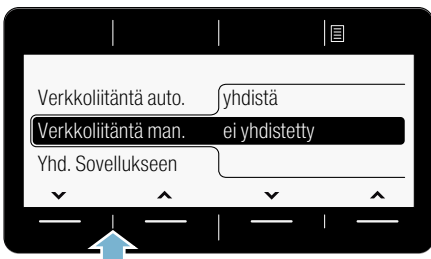 Verkkoliitäntä auto. yhdistä
Verkkoliitäntä man. ei yhdistetty
Yhd. Sovellukseen